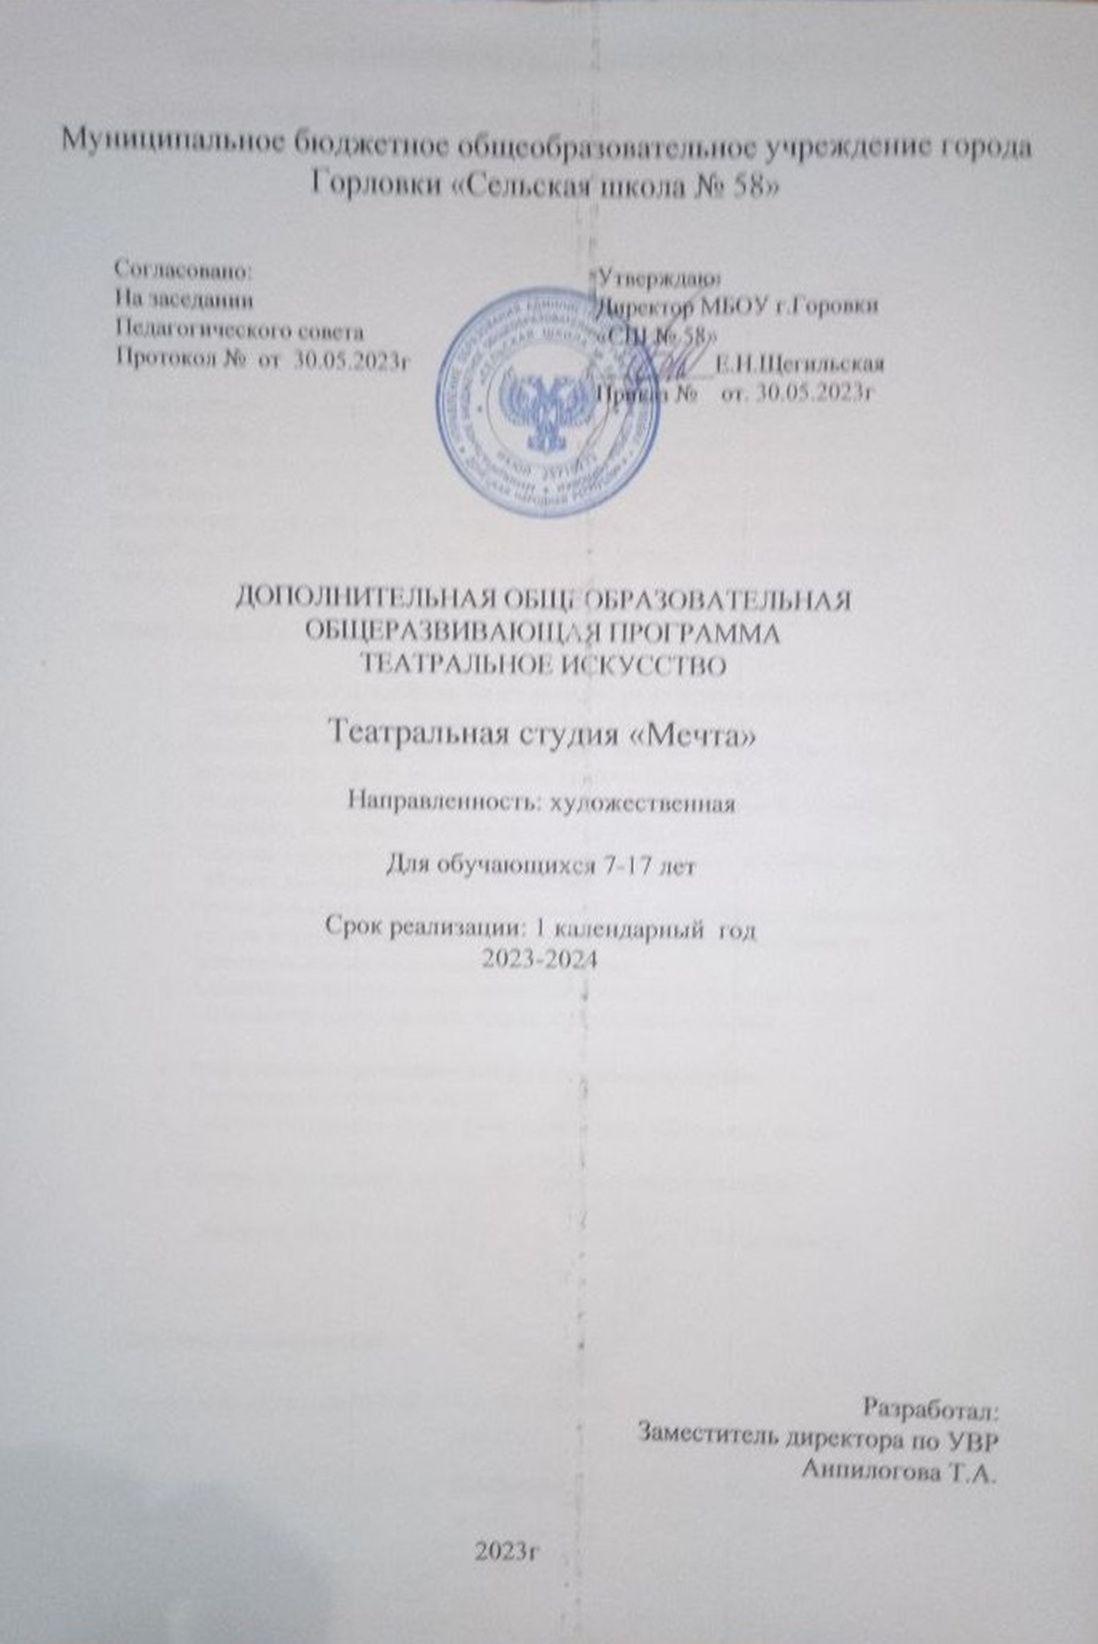 Муниципальное бюджетное общеобразовательное учреждение города
Горловки «Сельская школа № 58»
Согласовано:
На заседании
Педагогического совета
Протокол № от 30.05.2023г
Утверждаю:
Директор МБОУ г.Горовки
«СШ № 58»
Е.Н.Щегильская
Приказ № от. 30.05.2023г
ДОПОЛНИТЕЛЬНАЯ ОБЩЕОБРАЗОВАТЕЛЬНАЯ
ОБЩЕРАЗВИВАЮЩАЯ ПРОГРАММА
ТЕАТРАЛЬНОЕ ИСКУССТВО
Театральная студия «Мечта»
Направленность: художественная
Для обучающихся 7-17 лет
Срок реализации: 1 календарный год
2023-2024
Разработал:
Заместитель директора по УВР
Анпилогова Т.А.
2023г